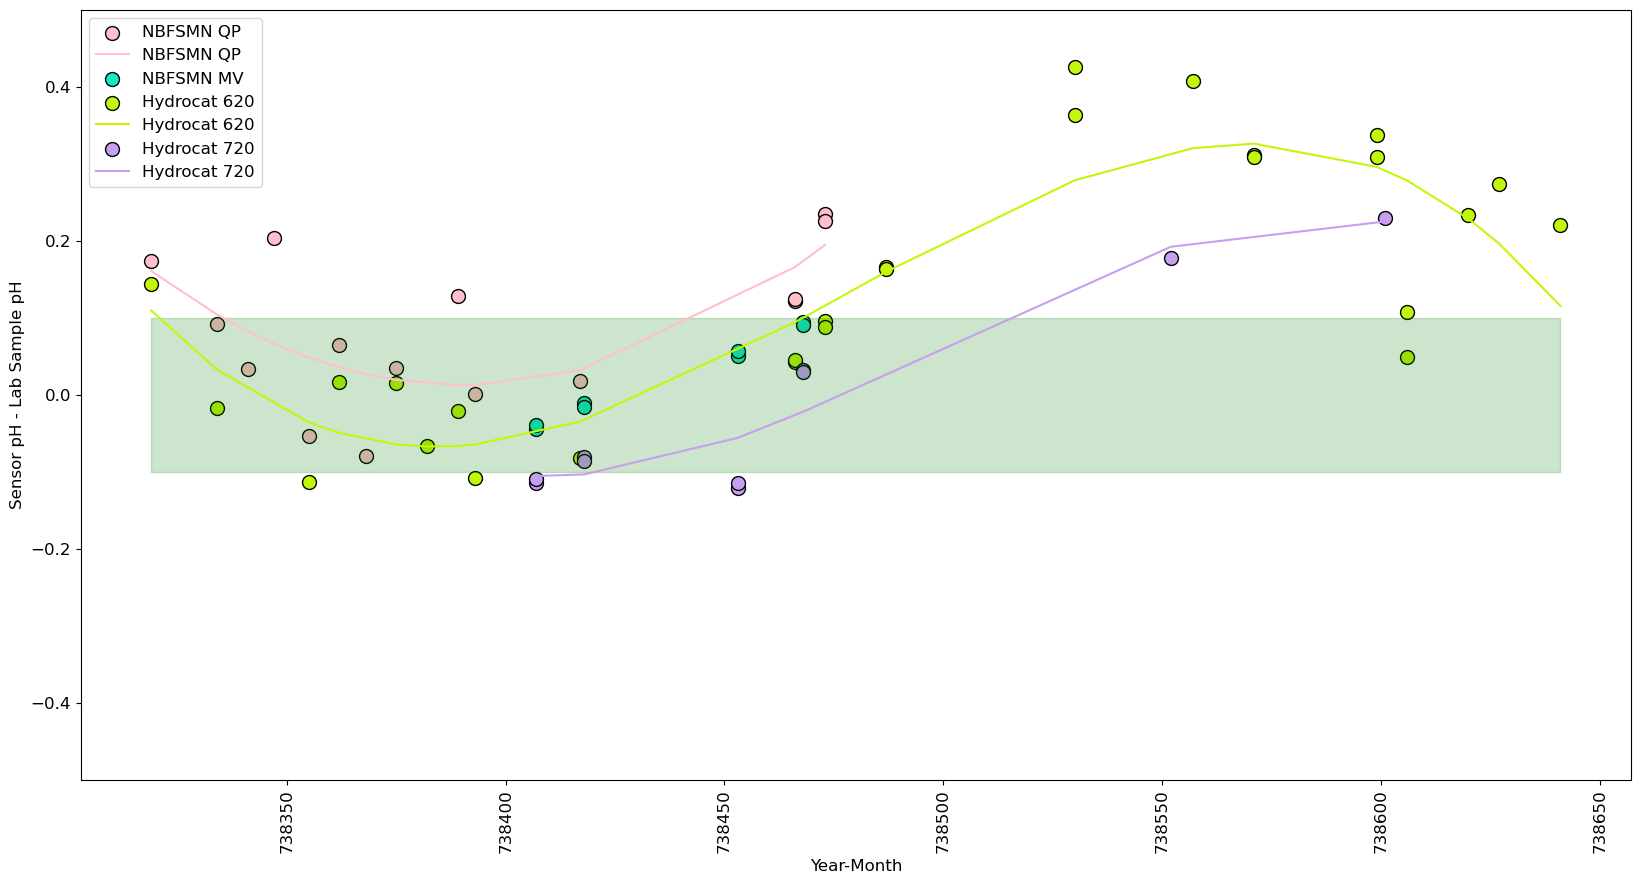 NBFSMN QP
NBFSMN QP
NBFSMN MV
Hydrocat 620
Hydrocat 620
Hydrocat 720
Hydrocat 720
Sensor pH - Lab Sample pH
0.4
0.2
0.0
−0.2
−0.4
738350
738400
738450
738500
738550
738600
738650
Year-Month